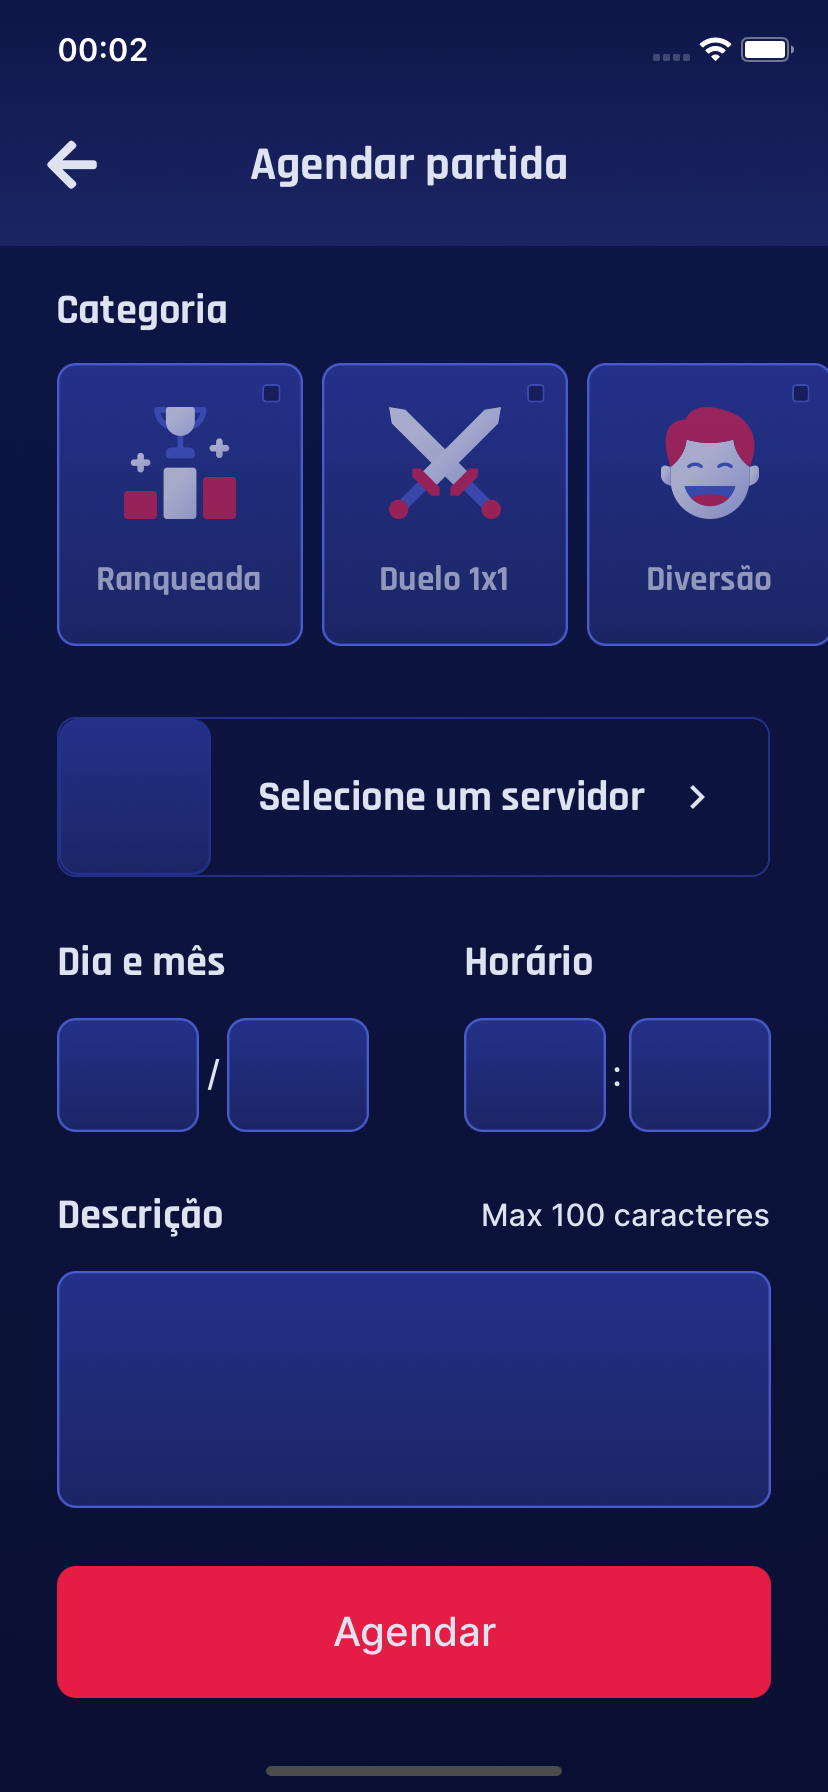 00:02
Agendar partida
Categoria
Ranqueada
Duelo 1x1
Diversão
Selecione um servidor
Dia e mês
Horário
/
:
Descrição
Max 100 caracteres
Agendar